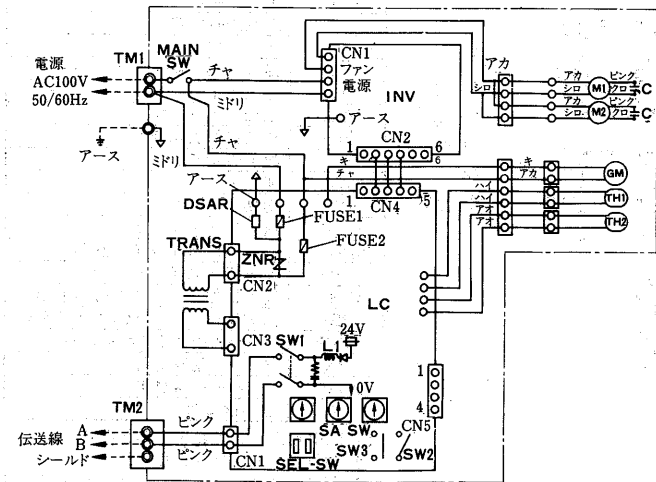 電源
AC100V
50/60Hz
TM1
MAIN
SW
チャ
ミドリ
チャ
アース
ミドリ
CN1
ファン
電源
INV
アース
CN2
1
6
6
キ
チャ
1
CN4
15
アカ
シロ
アカ
シロ
アカ
シロ
M1
M2
ピンク
クロ
ピンク
クロ
C
C
キ
アカ
キ
アカ
GM
ハイ
ハイ
アオ
アオ
TH1
TH2
アース
DSAR
FUSE1
FUSE2
TRANS
ZNR
CN2
LC
CN3
SW1
L1
24V
0V
1
4
CN5
SA SW
SEL-SW
SW3
SW2
CN1
TM2
伝送線
A
B
シールド
ピンク
ピンク